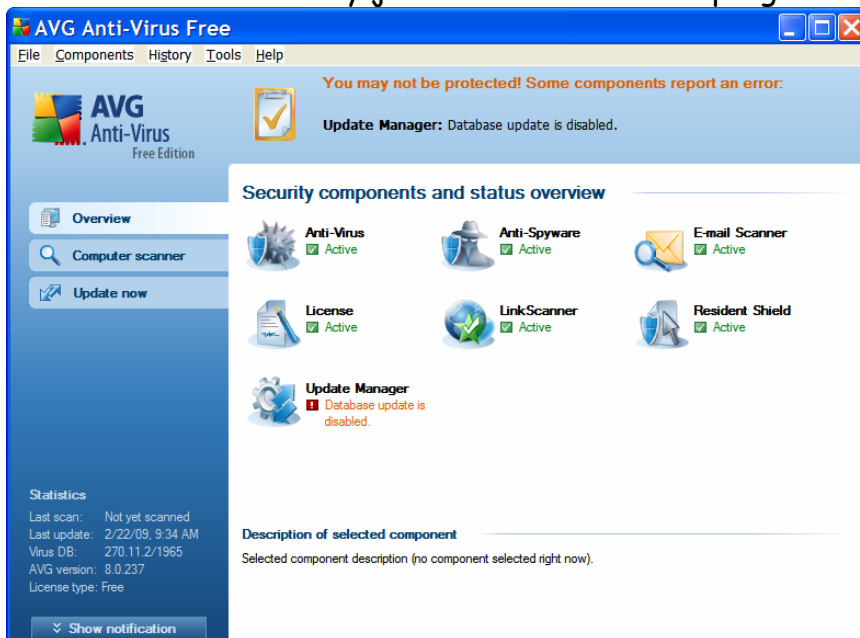 AVG Anti-Virus Free
File Components History Tools Help
AVG
Anti-Virus
Free Edition
You may not be protected! Some components report an error:
Update Manager: Database update is disabled.
Overview
Computer scanner
Update now
Security components and status overview
Anti-Virus
Active
Anti-Spyware
Active
E-mail Scanner
Active
License
Active
LinkScanner
Active
Resident Shield
Active
Update Manager
Database update is
disabled.
Statistics
Last scan: Not yet scanned
Last update: 2/22/09, 9:34 AM
Virus DB: 270.11.2/1965
AVG version: 8.0.237
License type: Free
Show notification
Description of selected component
Selected component description (no component selected right now).